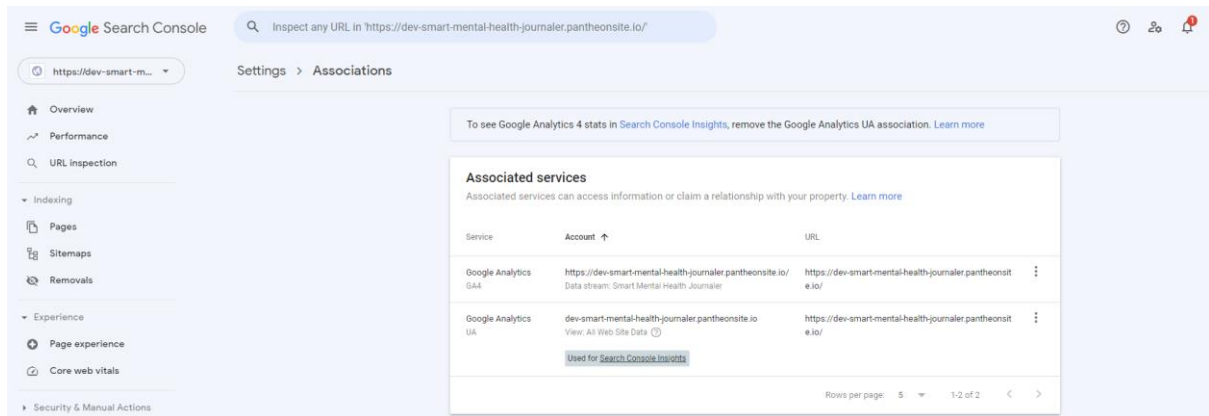 Google Search Console
Inspect any URL in 'https://dev-smart-mental-health-journaler.pantheonsite.io/'
1
https://dev-smart-m...
Settings > Associations
Overview
Performance
URL inspection
Indexing
Pages
Sitemaps
Removals
Experience
Page experience
Core web vitals
Security & Manual Actions
To see Google Analytics 4 stats in Search Console Insights, remove the Google Analytics UA association. Learn more
Associated services
Associated services can access information or claim a relationship with your property. Learn more
Service Account URL
Google Analytics https://dev-smart-mental-health-journaler.pantheonsite.io/ https://dev-smart-mental-health-journaler.pantheonsit
GA4 Data stream: Smart Mental Health Journaler e.io/
Google Analytics dev-smart-mental-health-journaler.pantheonsite.io https://dev-smart-mental-health-journaler.pantheonsit
UA View: All Web Site Data e.io/
Used for Search Console Insights
Rows per page: 5 1-2 of 2